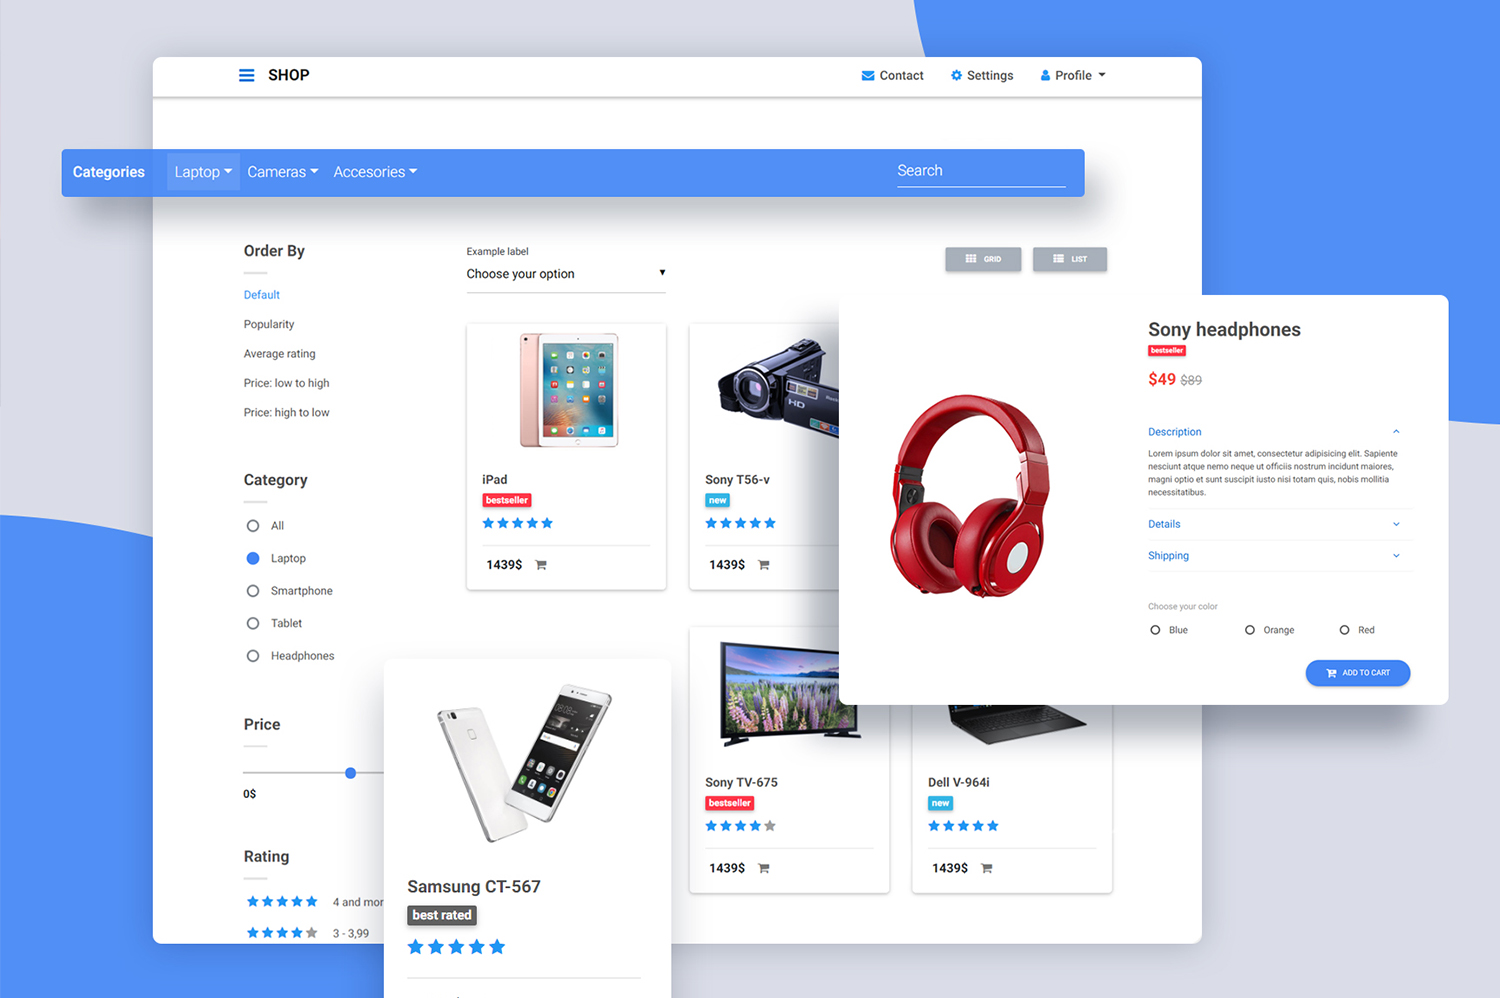 SHOP
Contact
Settings
Profile
Categories
Laptop
Cameras
Accesories
Search
Order By
Default
Popularity
Average rating
Price: low to high
Price: high to low
Category
All
Laptop
Smartphone
Tablet
Headphones
Price
0$
Rating
4 and mor
3 - 3,99
Example label
Choose your option
GRID
LIST
iPad
bestseller
1439$
HD
Sony T56-v
new
1439$
Sony TV-675
bestseller
1439$
Dell V-964i
new
1439$
08:08
Samsung CT-567
best rated
Sony headphones
bestseller
$49 $89
Description
Lorem ipsum dolor sit amet, consectetur adipisicing elit. Sapiente
nesciunt atque nemo neque ut officiis nostrum incidunt maiores,
magni optio et sunt suscipit iusto nisi totam quis, nobis mollitia
necessitatibus.
Details
Shipping
Choose your color
Blue
Orange
Red
ADD TO CART